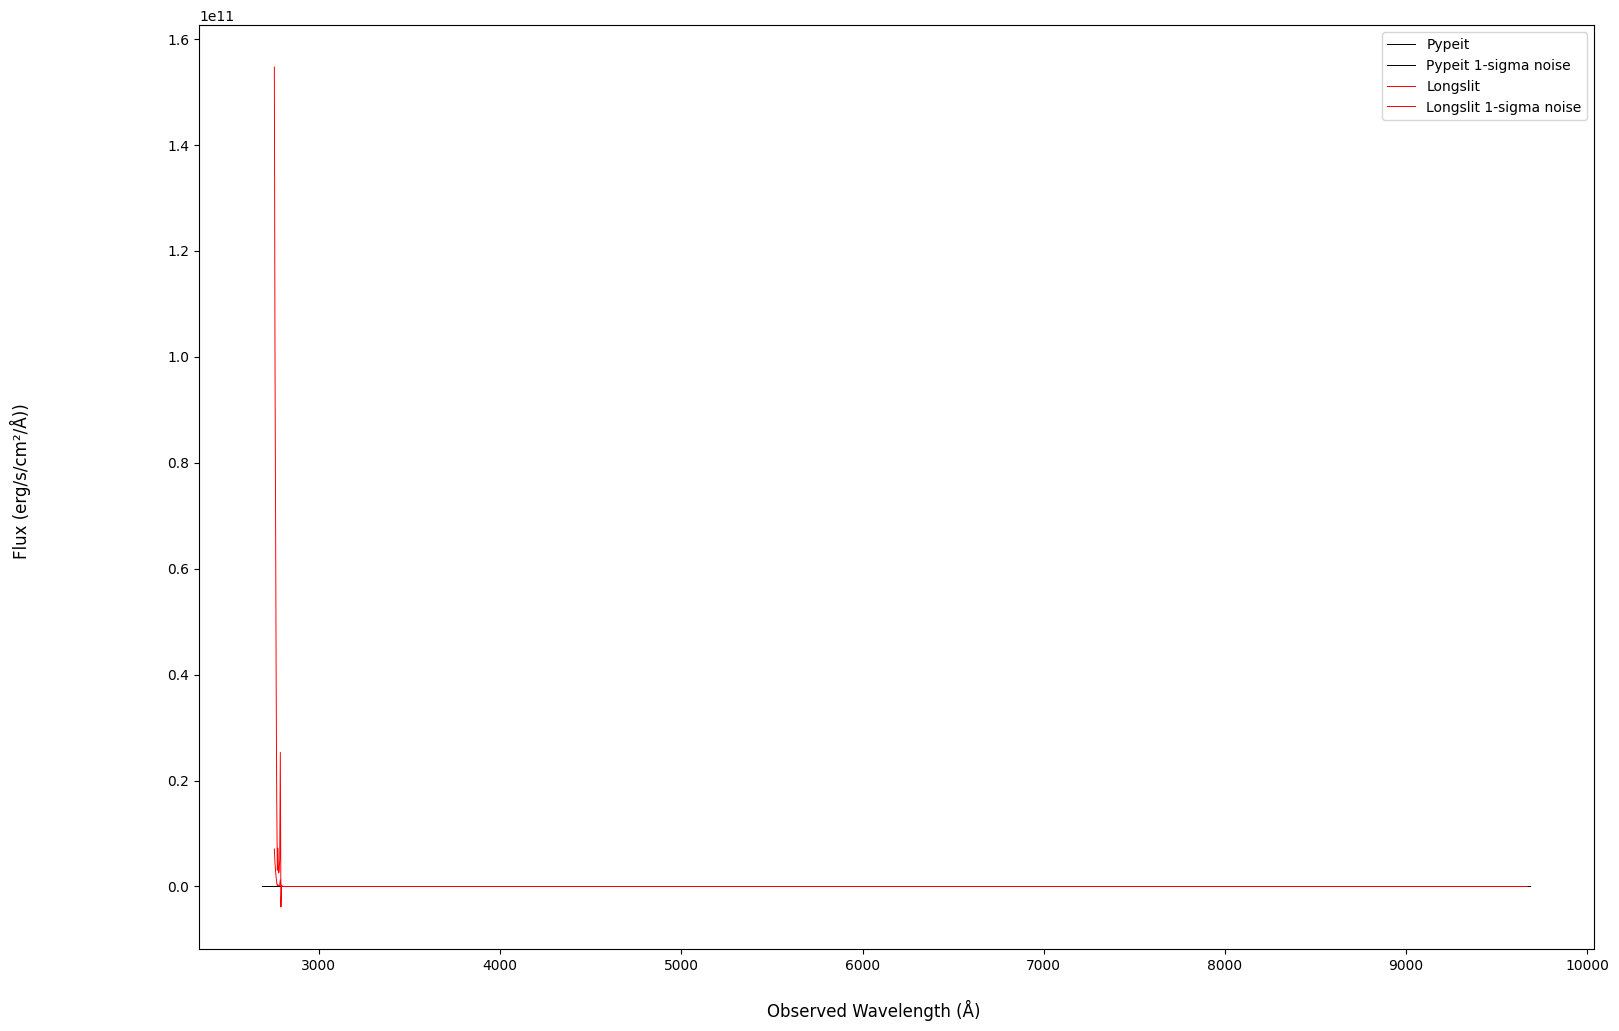 1e11
1.6
1.4
1.2
1.0
0.8
0.6
0.4
0.2
0.0
Flux (erg/s/cm²/Å))
Pypeit
Pypeit 1-sigma noise
Longslit
Longslit 1-sigma noise
3000 4000 5000 6000 7000 8000 9000 10000
Observed Wavelength (Å)